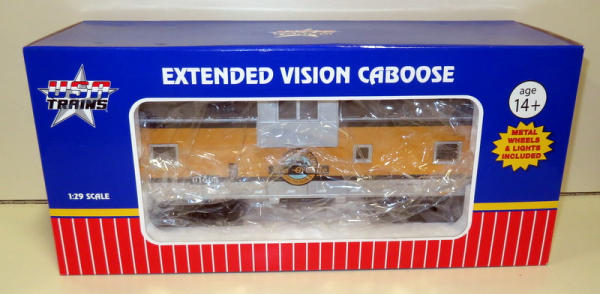 USA
TRAINS
EXTENDED VISION CABOOSE
age
14+
METAL
WHEELS
& LIGHTS
INCLUDED
1:29 SCALE